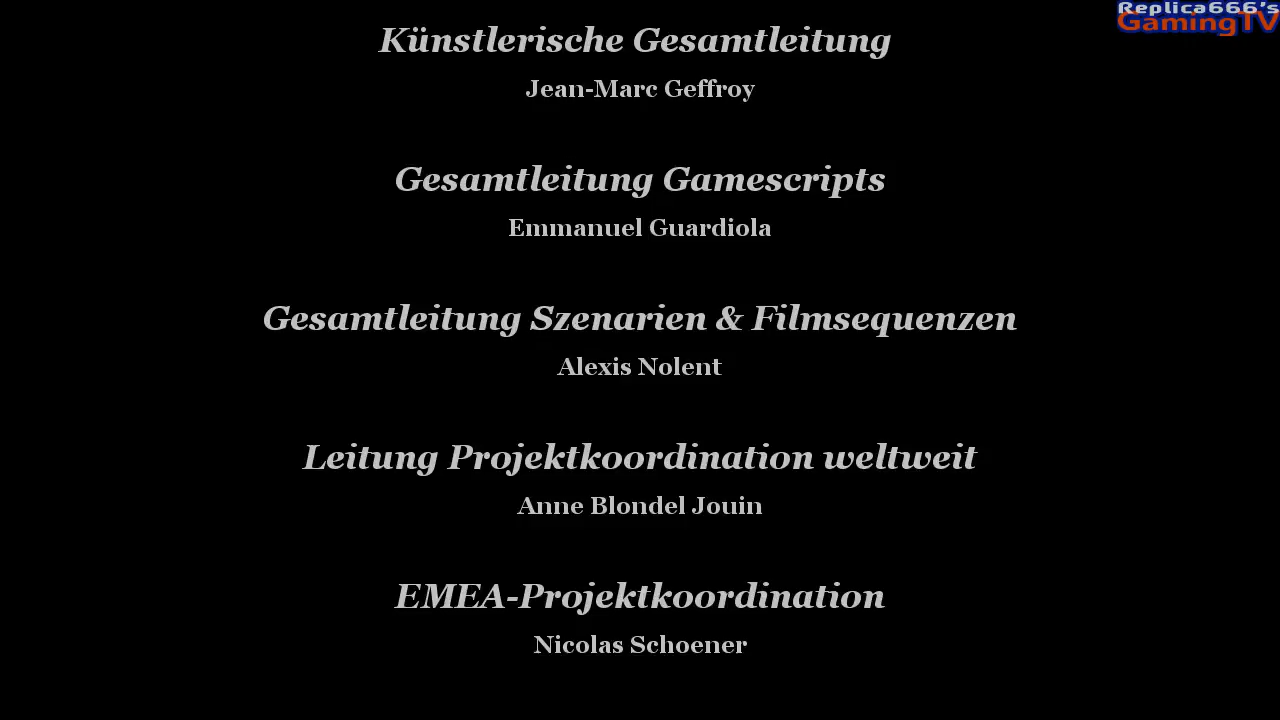 Replica666's
GamingTV
Künstlerische Gesamtleitung
Jean-Marc Geffroy
Gesamtleitung Gamescripts
Emmanuel Guardiola
Gesamtleitung Szenarien & Filmsequenzen
Alexis Nolent
Leitung Projektkoordination weltweit
Anne Blondel Jouin
EMEA-Projektkoordination
Nicolas Schoener